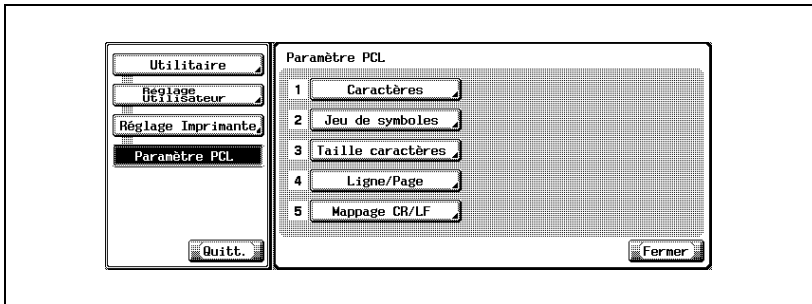 Utilitaire
Réglage
Utilisateur
Réglage Imprimante
Paramètre PCL
Quitt.
Paramètre PCL
1 Caractères
2 Jeu de symboles
3 Taille caractères
4 Ligne/Page
5 Mappage CR/LF
Fermer